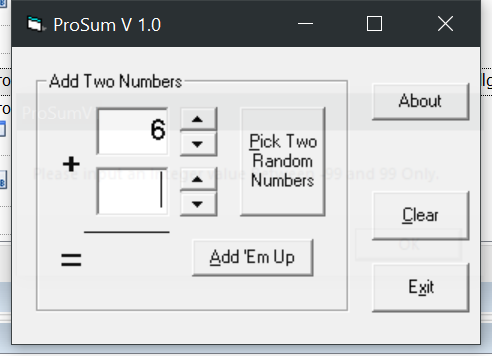 ProSum V 1.0
Add Two Numbers
6
+
=
Pick Two
Random
Numbers
Add 'Em Up
About
Clear
Exit
ProSumV
Please input an integer value between -99 and 99 Only.
OK